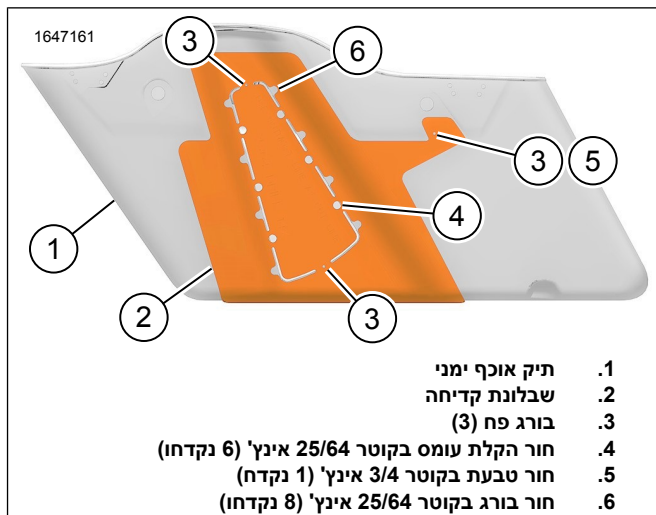 1647161
3
6
3
5
4
1
2
3
1. תיק אוכף ימני
2. שבלונת קדיחה
3. בורג פח (3)
4. חור הקלת עומס בקוטר 25/64 אינץ' (6 נקדחו)
5. חור טבעת בקוטר 3/4 אינץ' (1 נקדח)
6. חור בורג בקוטר 25/64 אינץ' (8 נקדחו)